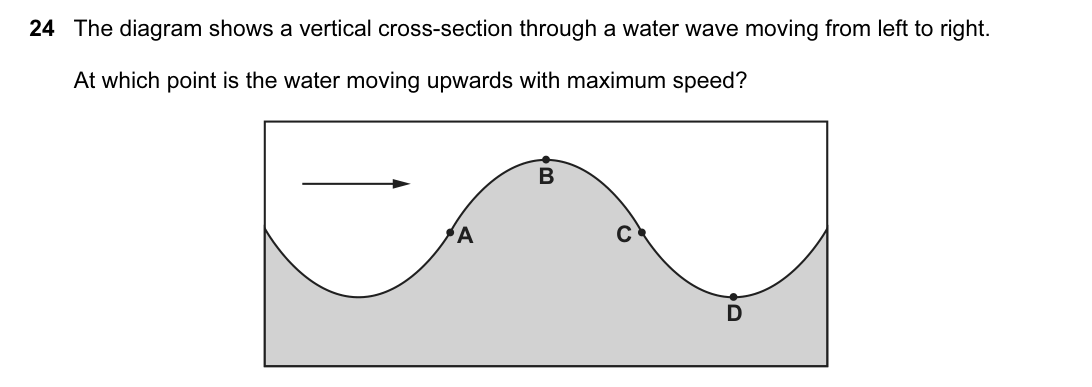 24 The diagram shows a vertical cross-section through a water wave moving from left to right.
At which point is the water moving upwards with maximum speed?
B
A
C
D